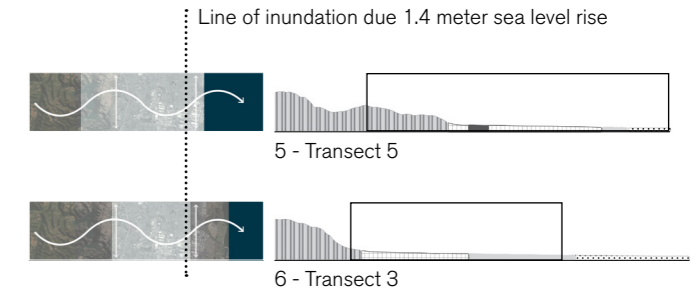 Line of inundation due 1.4 meter sea level rise
5 - Transect 5
6 - Transect 3